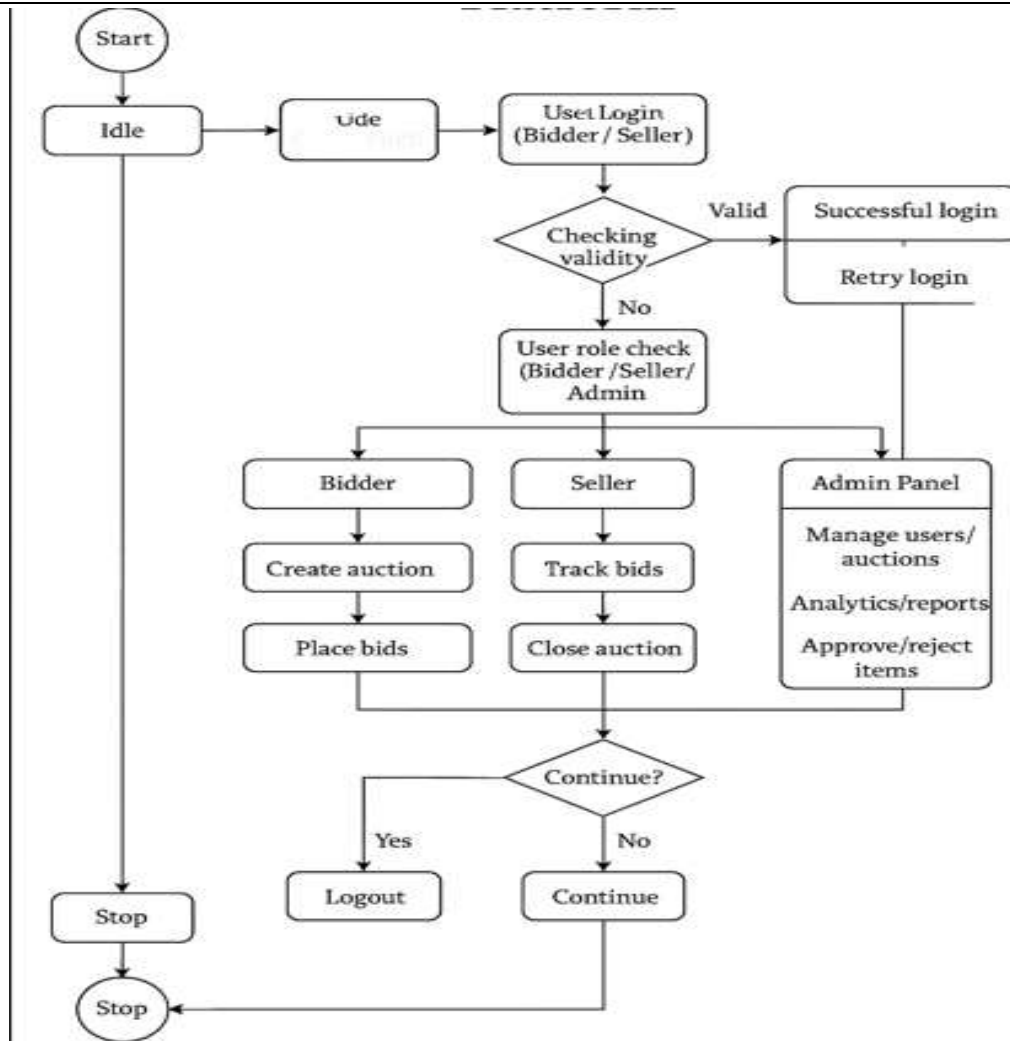 Start
Idle
User Login
(Bidder / Seller)
Checking
validity
Valid
Successful login
Retry login
No
User role check
(Bidder /Seller/
Admin
Bidder
Seller
Admin Panel
Create auction
Track bids
Manage users/
auctions
Analytics/reports
Place bids
Close auction
Approve/reject
items
Continue?
Yes
No
Logout
Continue
Stop
Stop